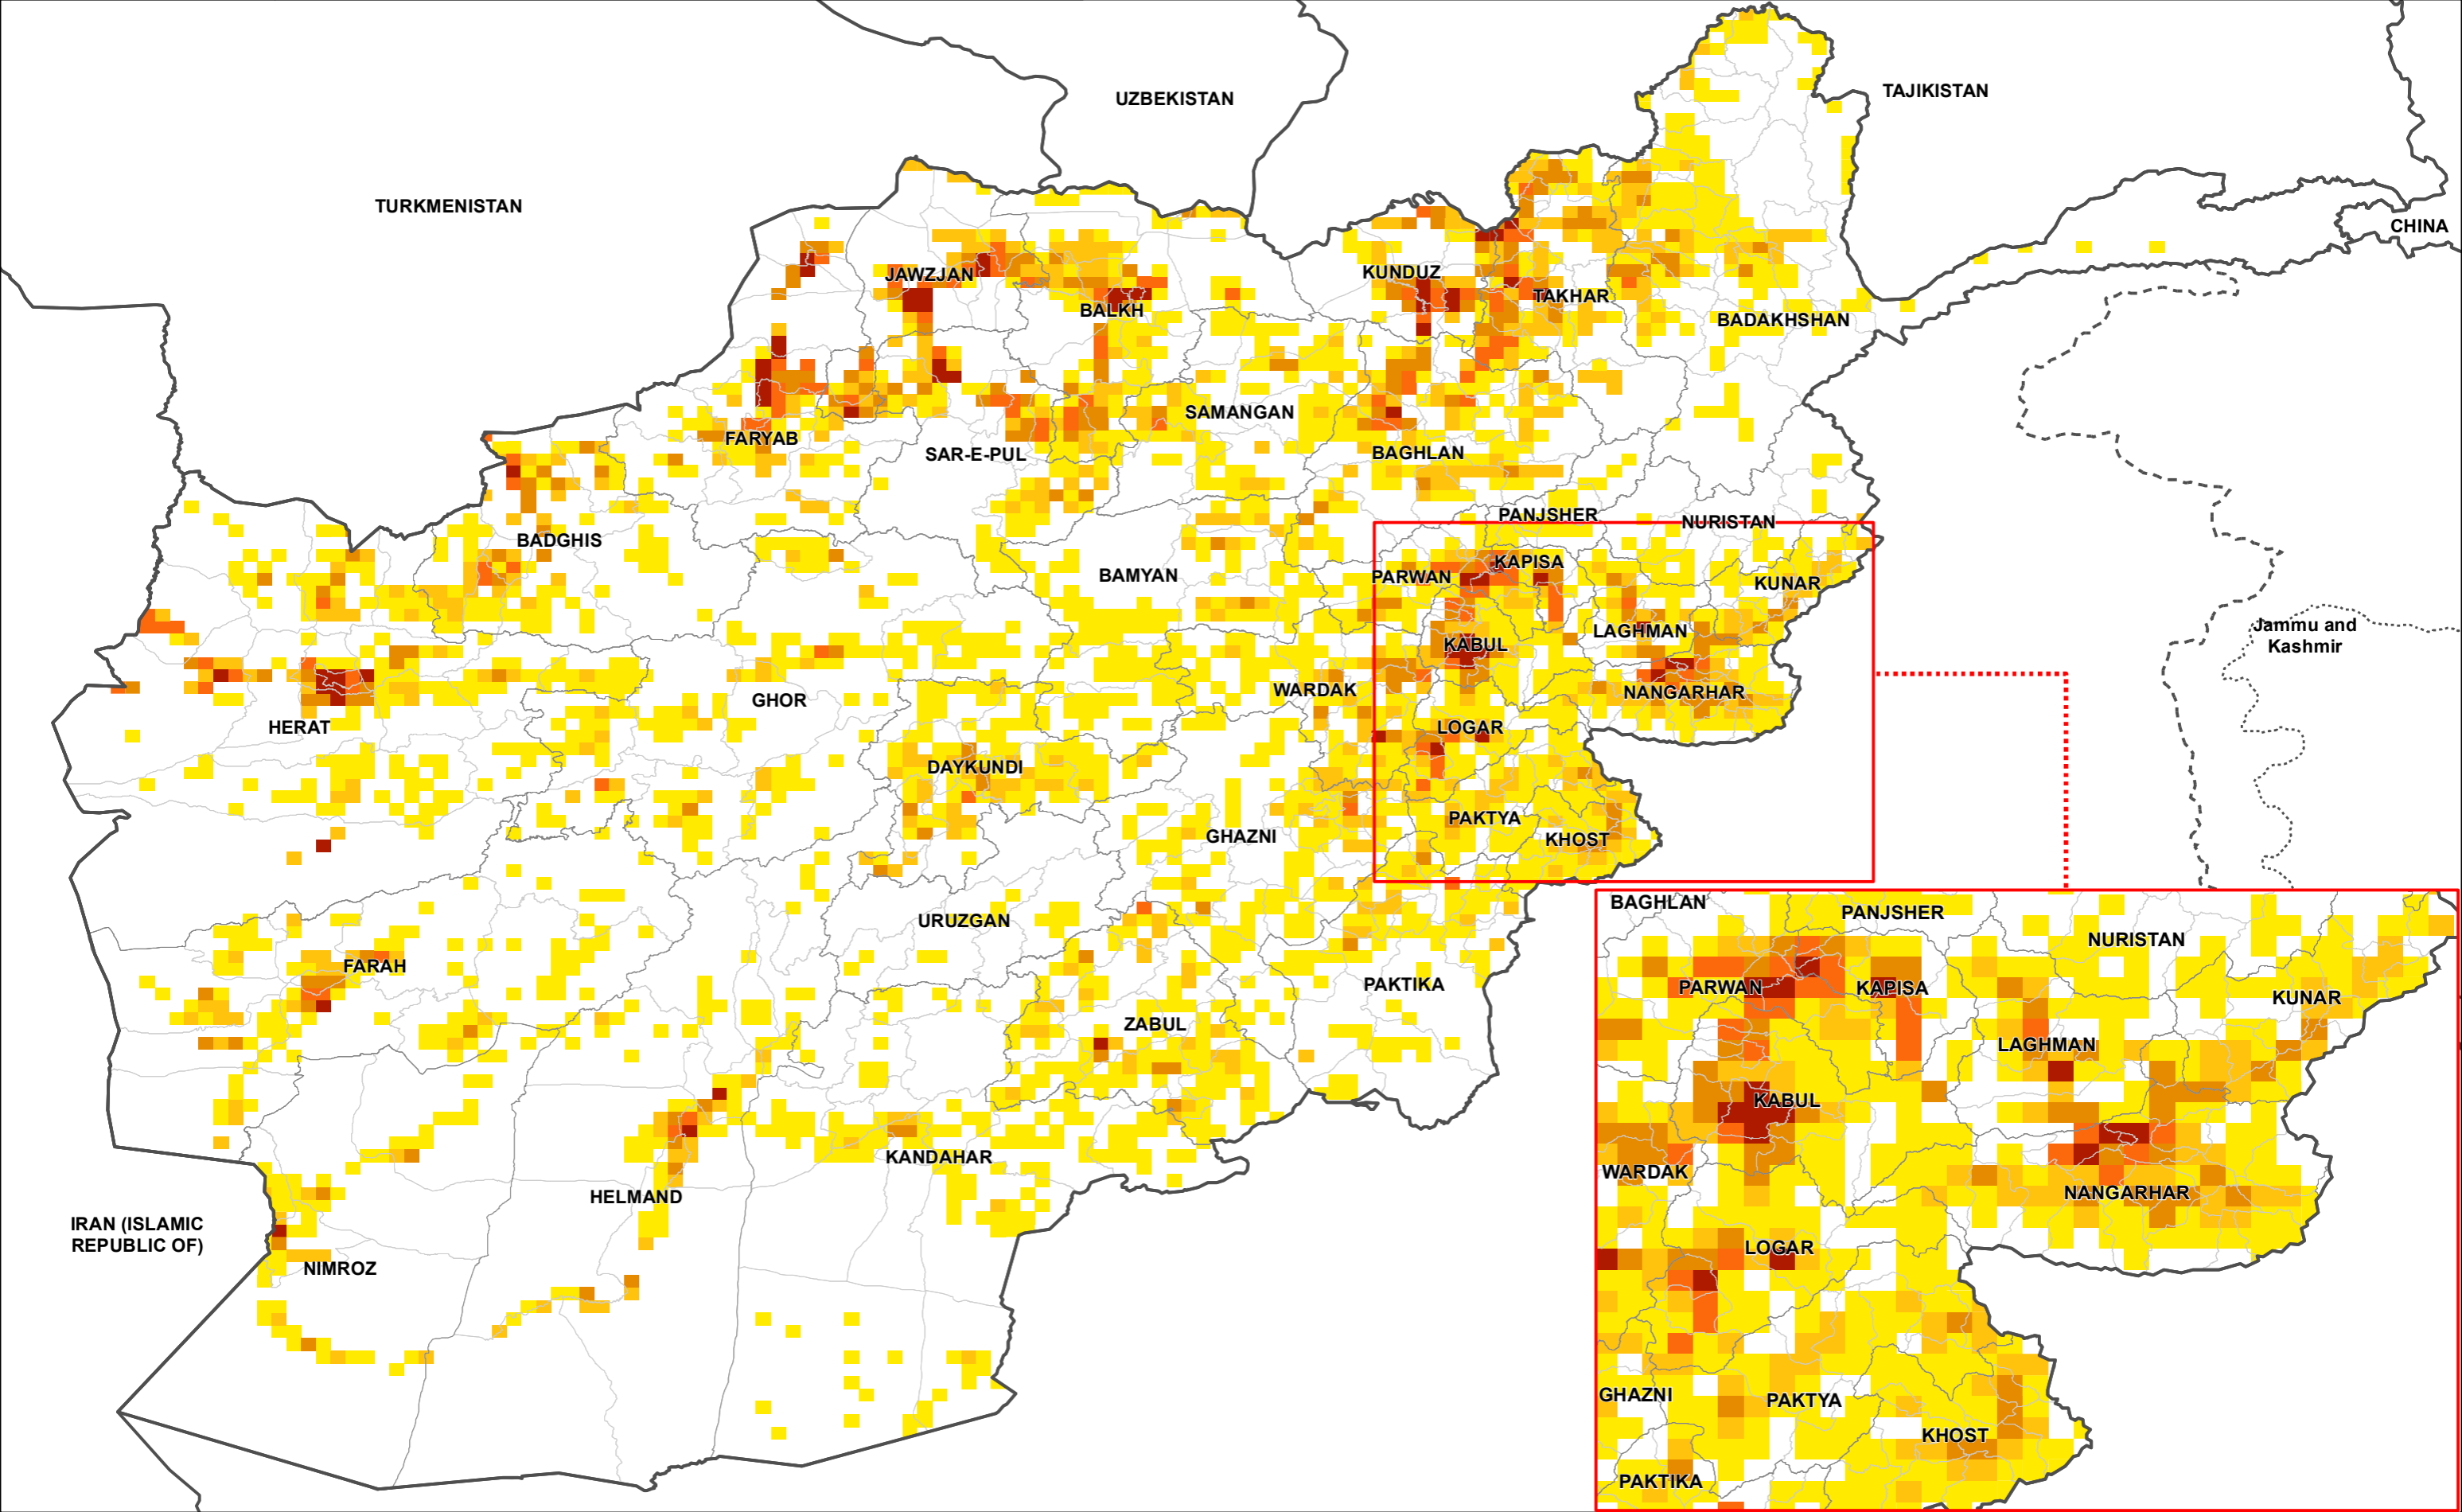 UZBEKISTAN
TAJIKISTAN
TURKMENISTAN
CHINA
JAWZJAN
KUNDUZ
TAKHAR
BALKH
BADAKHSHAN
SAMANGAN
FARYAB
SAR-E-PUL
BAGHLAN
PANJSHER
NURISTAN
BADGHIS
KAPISA
BAMYAN
PARWAN
KUNAR
LAGHMAN
Jammu and
Kashmir
KABUL
WARDAK
NANGARHAR
GHOR
HERAT
LOGAR
DAYKUNDI
PAKTYA
GHAZNI
KHOST
URUZGAN
FARAH
PAKTIKA
ZABUL
KANDAHAR
HELMAND
IRAN (ISLAMIC
REPUBLIC OF)
NIMROZ
BAGHLAN
PANJSHER
NURISTAN
PARWAN
KAPISA
KUNAR
LAGHMAN
KABUL
WARDAK
NANGARHAR
LOGAR
GHAZNI
PAKTYA
KHOST
PAKTIKA